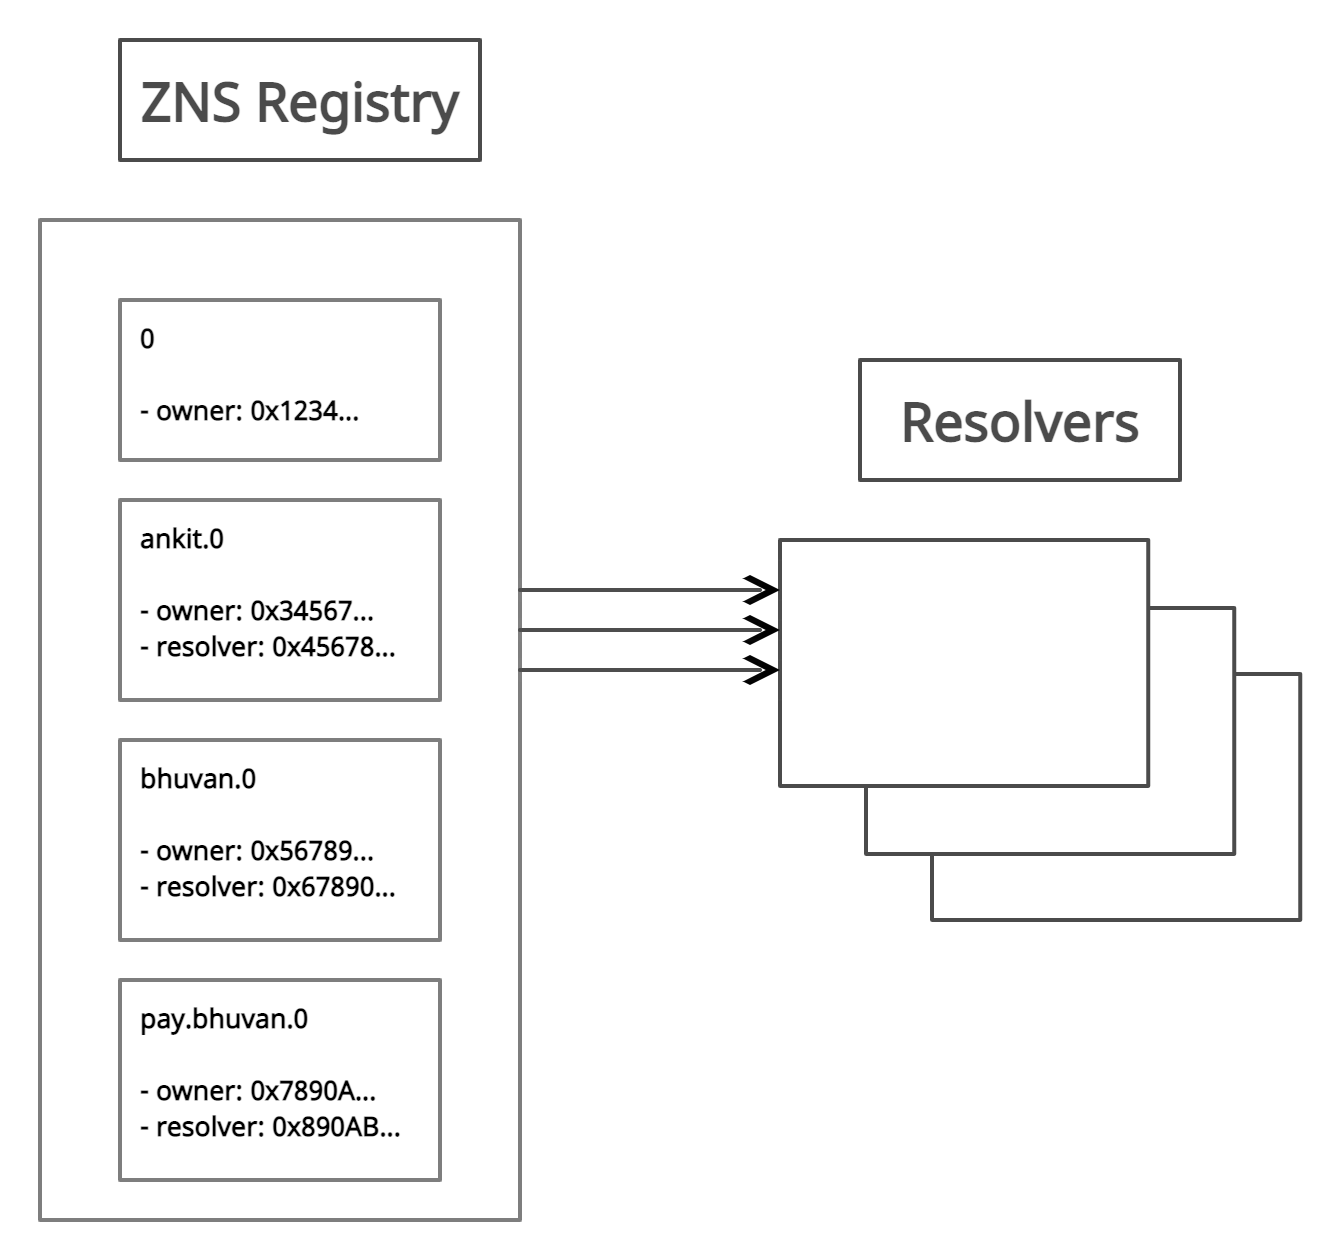 ZNS Registry
0
- owner: 0x1234...
ankit.0
- owner: 0x34567...
- resolver: 0x45678...
bhuvan.0
- owner: 0x56789...
- resolver: 0x67890...
pay.bhuvan.0
- owner: 0x7890A...
- resolver: 0x890AB...
Resolvers